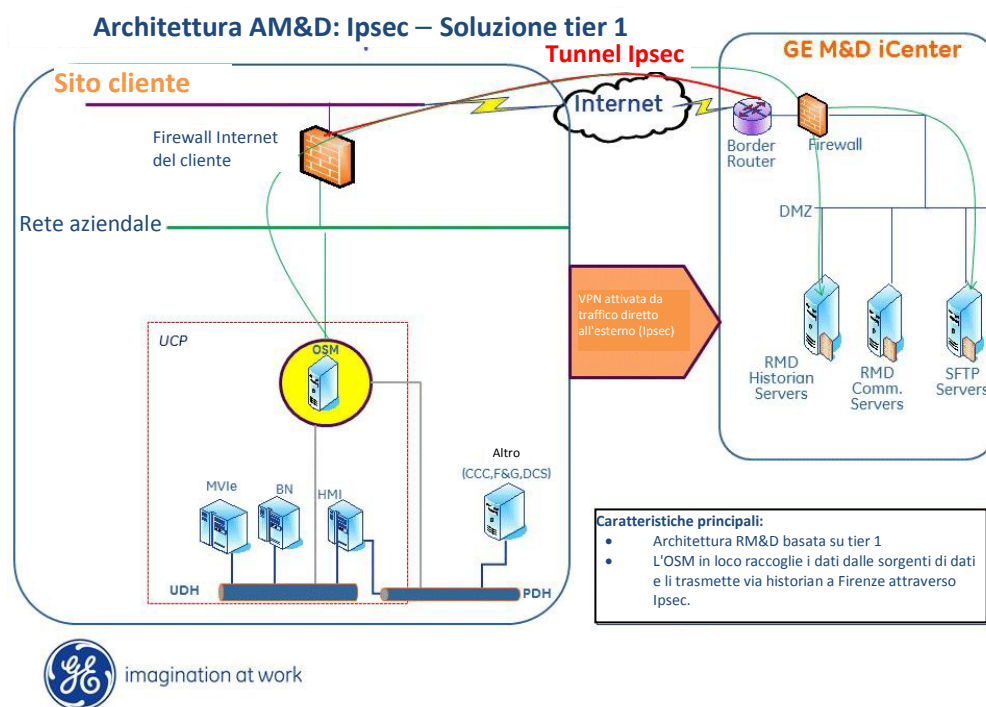 Architettura AM&D: Ipsec – Soluzione tier 1
Tunnel Ipsec
GE M&D iCenter
Sito cliente
Internet
Firewall Internet
del cliente
Border
Router
Firewall
Rete aziendale
DMZ
VPN attivata da
traffico diretto
all'esterno (Ipsec)
UCP
OSM
RMD
Historian
Servers
RMD
Comm.
Servers
SFTP
Servers
Altro
(CCC,F&G,DCS)
MVIe
BN
HMI
UDH
PDH
Caratteristiche principali:
• Architettura RM&D basata su tier 1
• L'OSM in loco raccoglie i dati dalle sorgenti di dati
e li trasmette via historian a Firenze attraverso
Ipsec.
GE
imagination at work